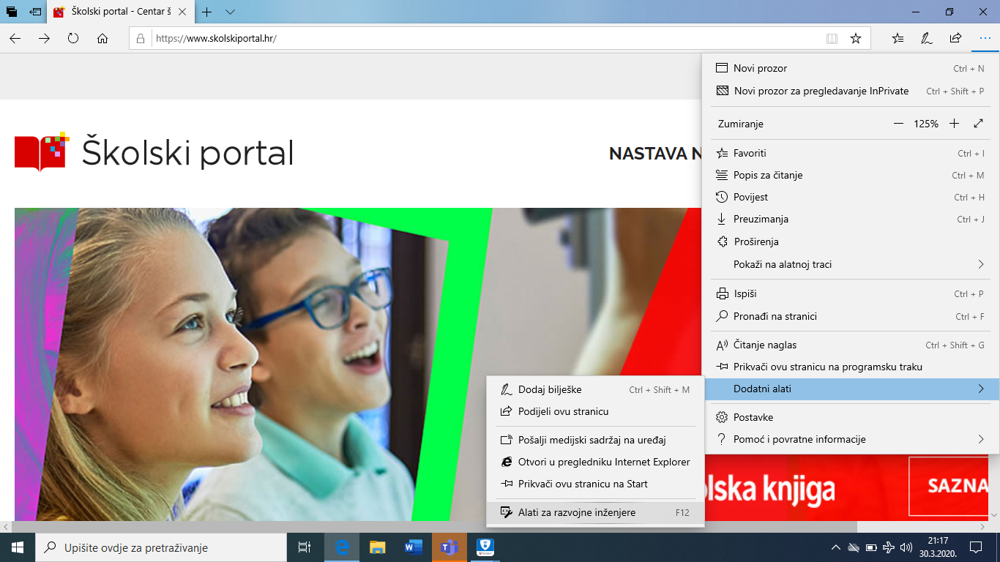 Školski portal - Centar š
https://www.skolskiportal.hr/
Školski portal
NASTAVA N
Novi prozor Ctrl + N
Novi prozor za pregledavanje InPrivate Ctrl + Shift + P
Zumiranje 125%
Favoriti Ctrl + I
Popis za čitanje Ctrl + M
Povijest Ctrl + H
Preuzimanja Ctrl + J
Proširenja
Pokaži na alatnoj traci
Ispiši Ctrl + P
Pronađi na stranici Ctrl + F
Čitanje naglas Ctrl + Shift + G
Prikvači ovu stranicu na programsku traku
Dodatni alati
Postavke
Pomoć i povratne informacije
Dodaj bilješke Ctrl + Shift + M
Podijeli ovu stranicu
Pošalji medijski sadržaj na uređaj
Otvori u pregledniku Internet Explorer
Prikvači ovu stranicu na Start
Alati za razvojne inženjere F12
olska knjiga
SAZNA
Upišite ovdje za pretraživanje
21:17
30.3.2020.